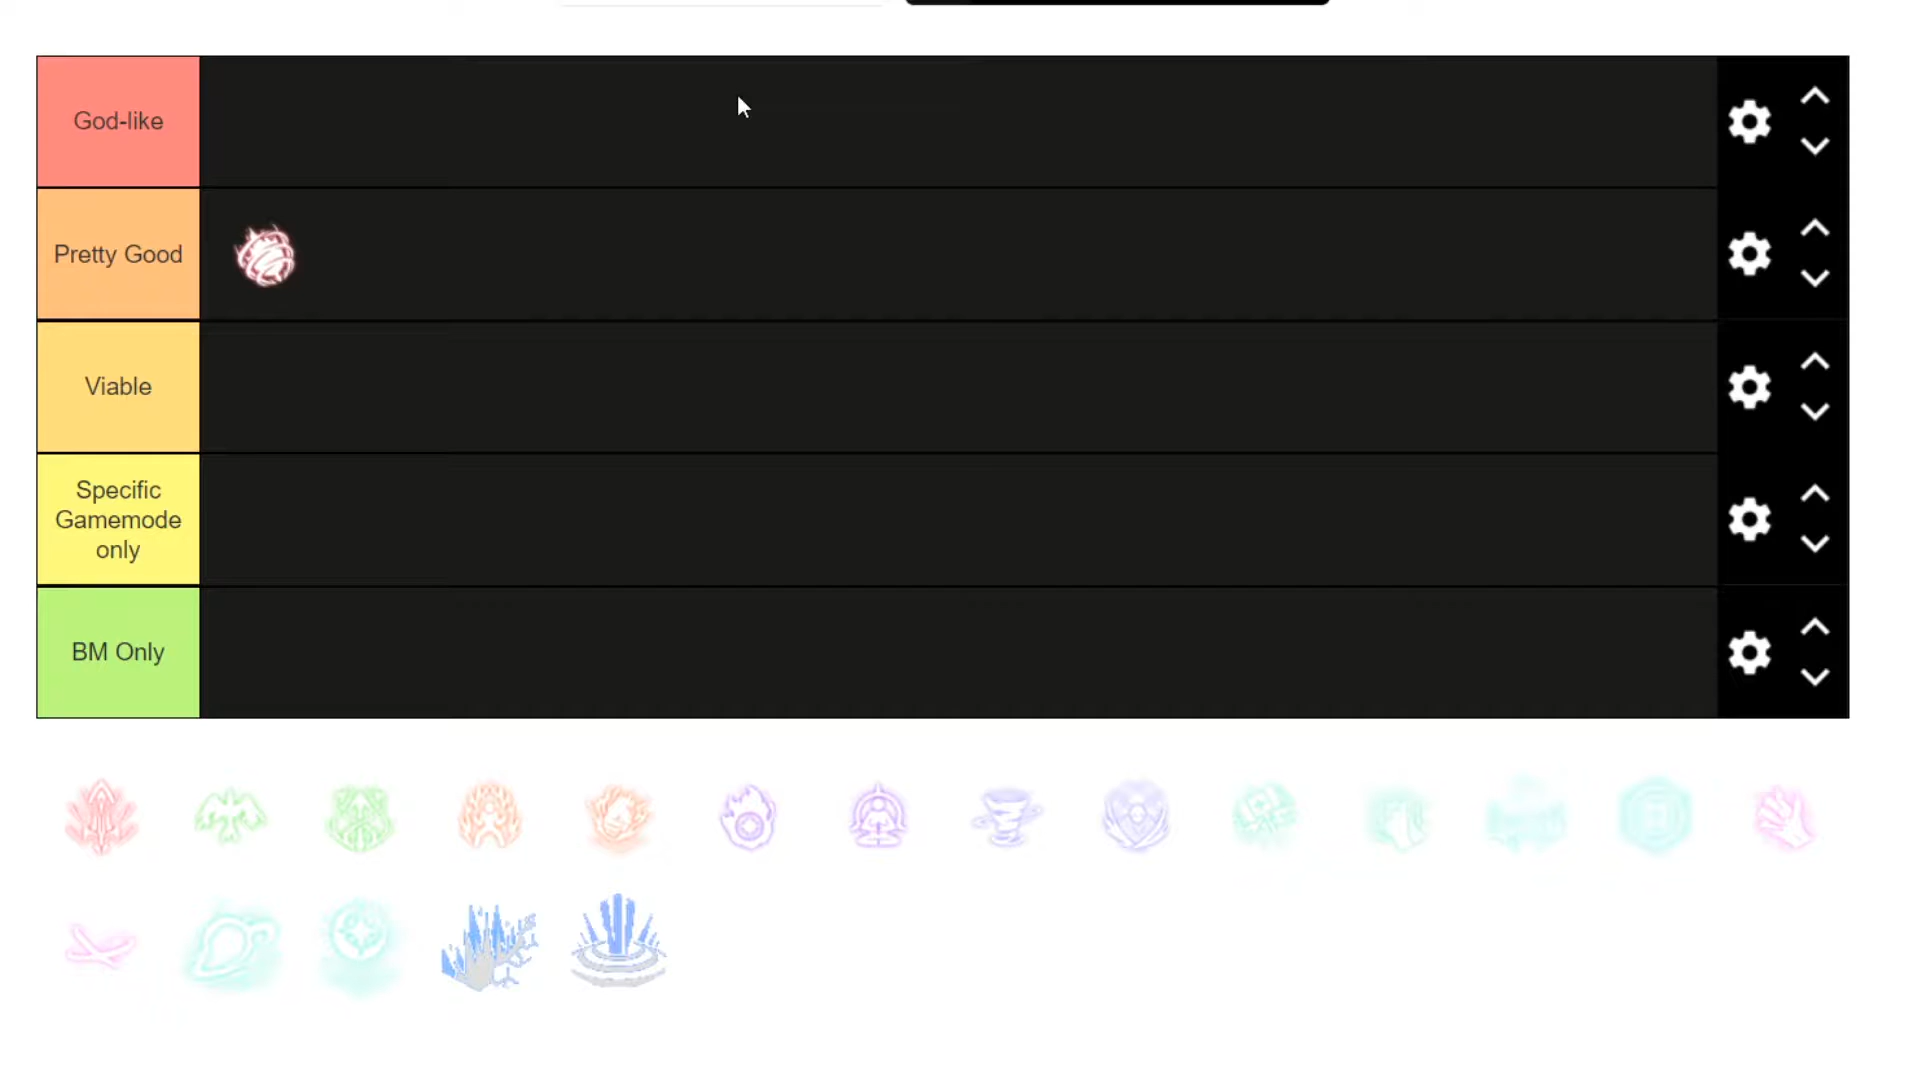 God-like
Pretty Good
Viable
Specific
Gamemode
only
BM Only